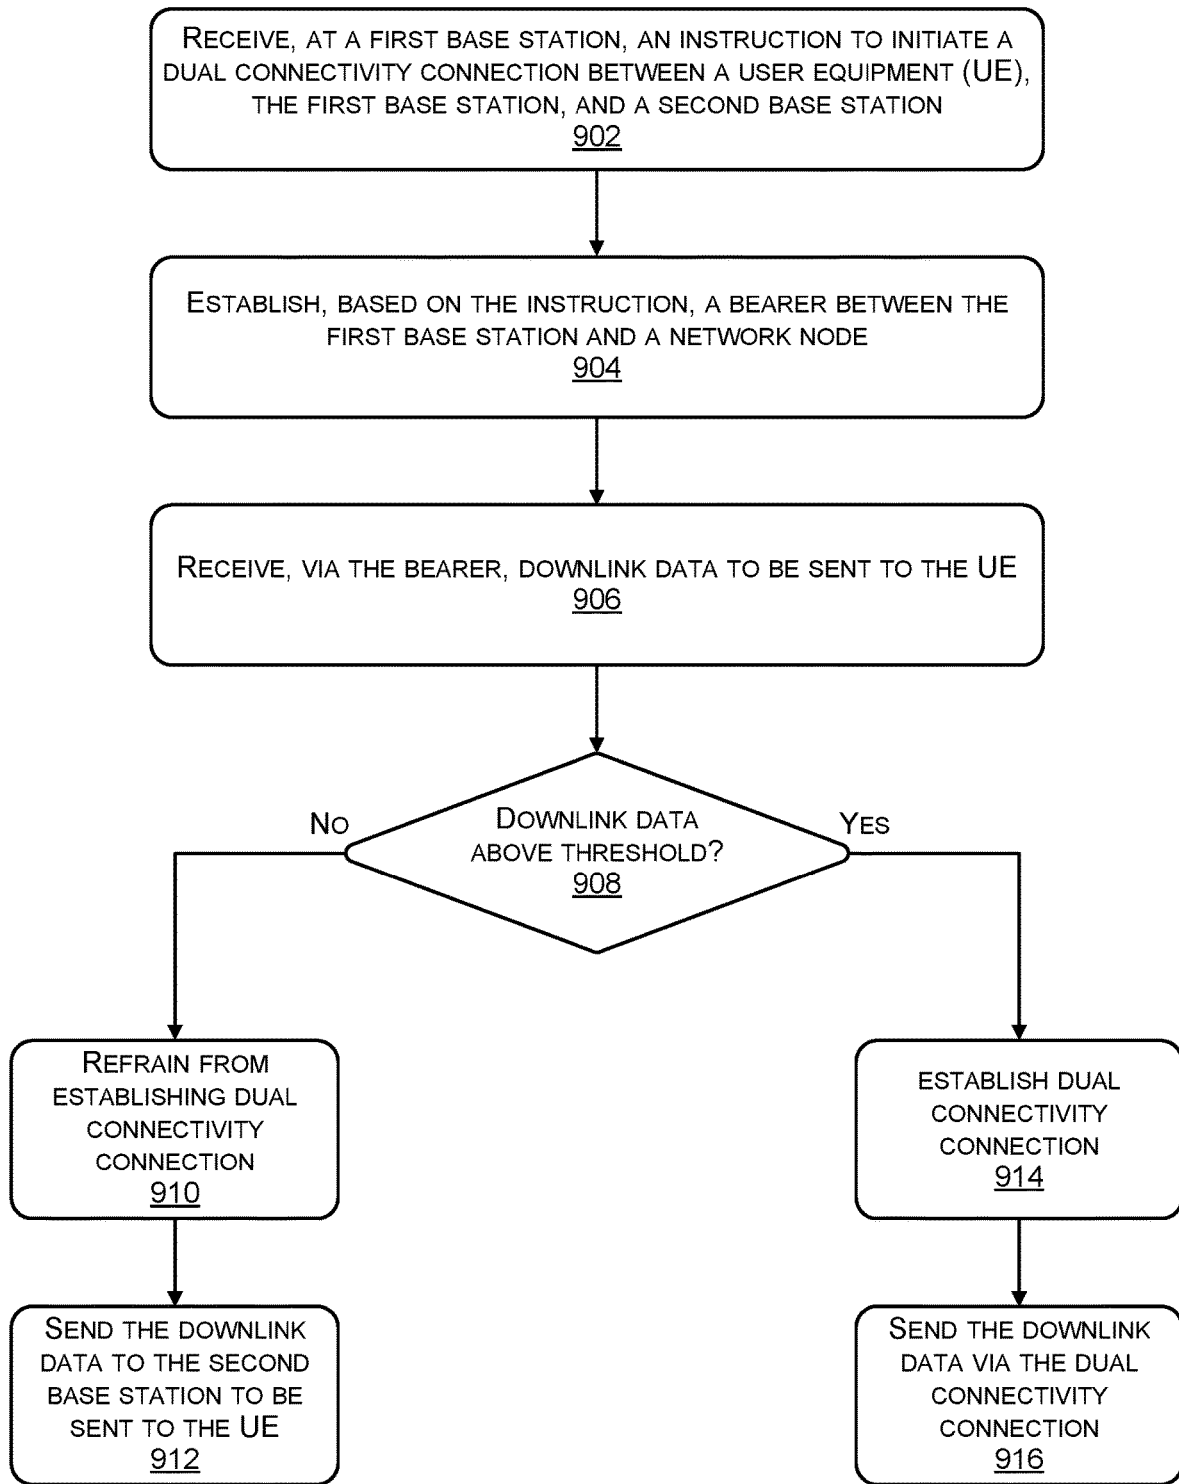 RECEIVE, AT A FIRST BASE STATION, AN INSTRUCTION TO INITIATE A
DUAL CONNECTIVITY CONNECTION BETWEEN A USER EQUIPMENT (UE),
THE FIRST BASE STATION, AND A SECOND BASE STATION
902
ESTABLISH, BASED ON THE INSTRUCTION, A BEARER BETWEEN THE
FIRST BASE STATION AND A NETWORK NODE
904
RECEIVE, VIA THE BEARER, DOWNLINK DATA TO BE SENT TO THE UE
906
DOWNLINK DATA
ABOVE THRESHOLD?
908
NO
YES
REFRAIN FROM
ESTABLISHING DUAL
CONNECTIVITY
CONNECTION
910
SEND THE DOWNLINK
DATA TO THE SECOND
BASE STATION TO BE
SENT TO THE UE
912
ESTABLISH DUAL
CONNECTIVITY
CONNECTION
914
SEND THE DOWNLINK
DATA VIA THE DUAL
CONNECTIVITY
CONNECTION
916